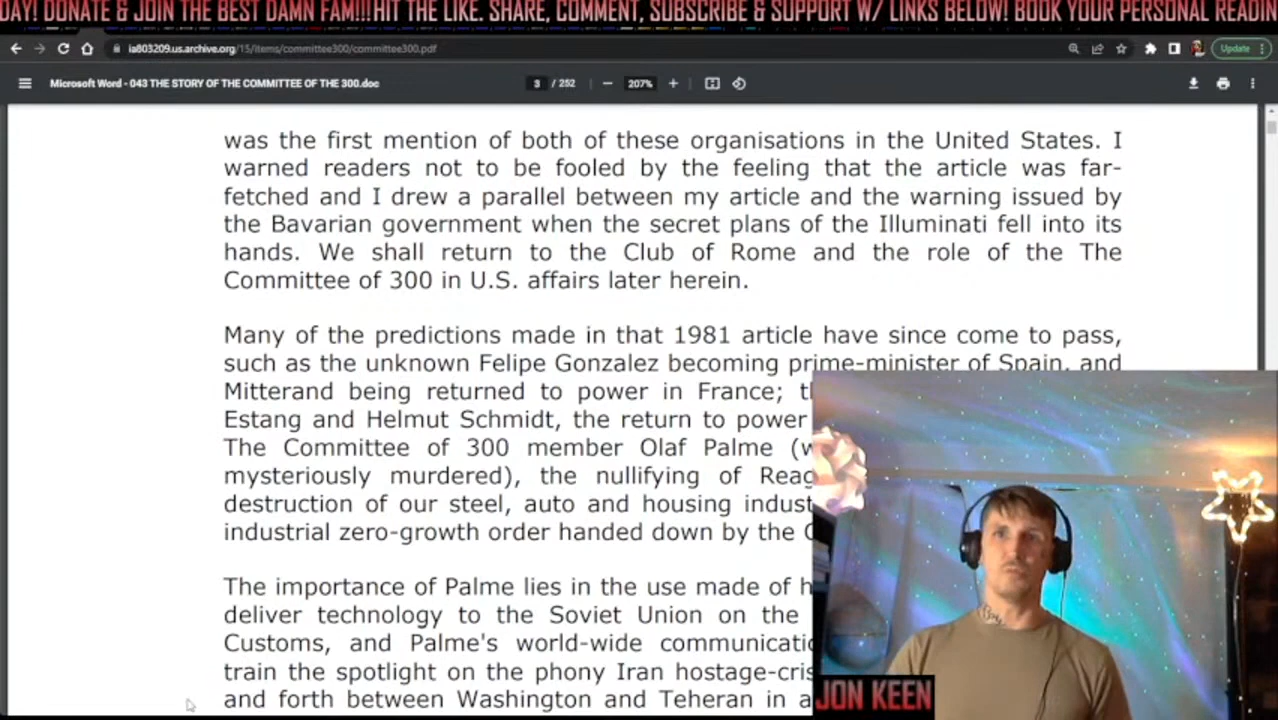 DAY! DONATE & JOIN THE BEST DAMN FAM!!! HIT THE LIKE. SHARE, COMMENT, SUBSCRIBE & SUPPORT W/ LINKS BELOW! BOOK YOUR PERSONAL READIN
ia803209.us.archive.org/15/items/committee300/committee300.pdf
Update
Microsoft Word - 043 THE STORY OF THE COMMITTEE OF THE 300.doc
3 / 252
207%
was the first mention of both of these organisations in the United States. I
warned readers not to be fooled by the feeling that the article was far-
fetched and I drew a parallel between my article and the warning issued by
the Bavarian government when the secret plans of the Illuminati fell into its
hands. We shall return to the Club of Rome and the role of the The
Committee of 300 in U.S. affairs later herein.
Many of the predictions made in that 1981 article have since come to pass,
such as the unknown Felipe Gonzalez becoming prime-minister of Spain, and
Mitterand being returned to power in France;
Estang and Helmut Schmidt, the return to power
The Committee of 300 member Olaf Palme
mysteriously murdered), the nullifying of
destruction of our steel, auto and housing
industrial zero-growth order handed down by the
The importance of Palme lies in the use made of
deliver technology to the Soviet Union on the
Customs, and Palme's world-wide
train the spotlight on the phony Iran
and forth between Washington and Teheran in
JON KEEN